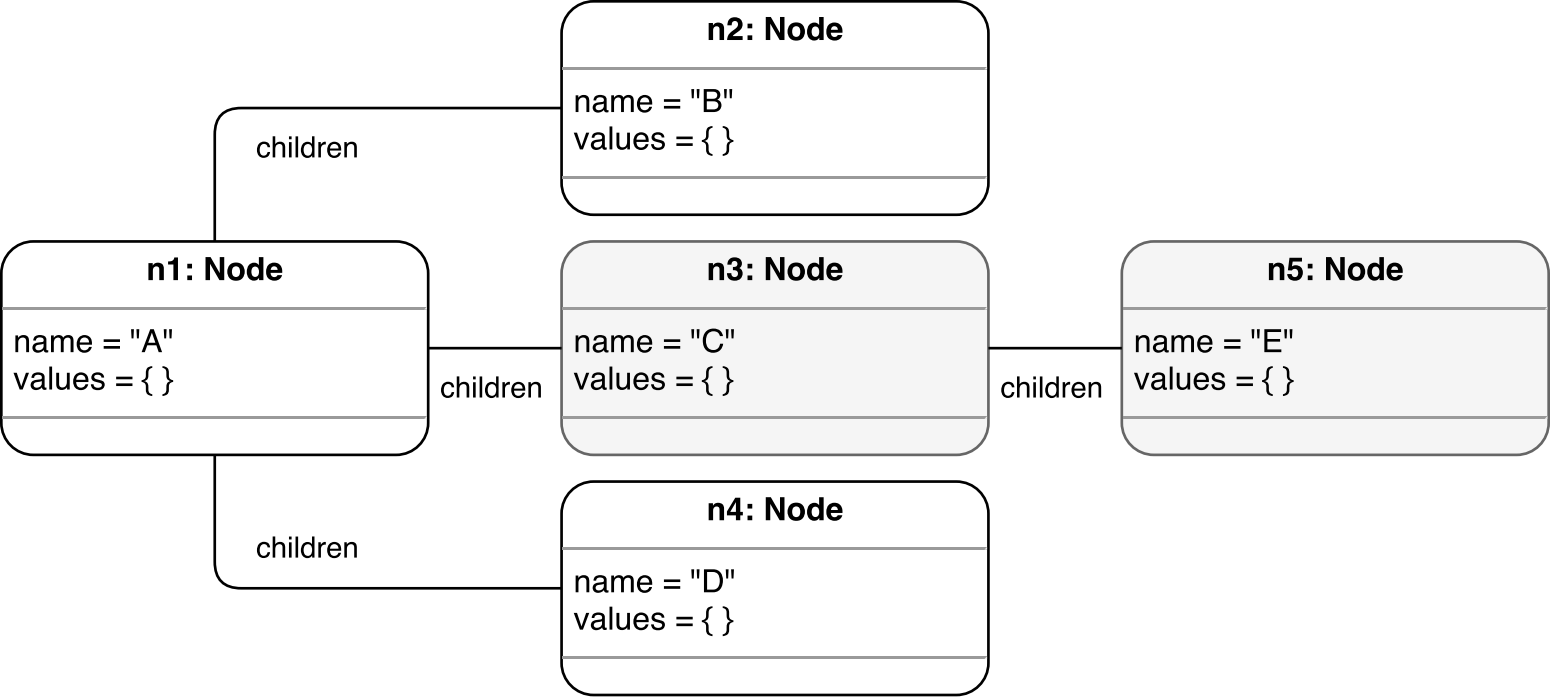 n2: Node
name = "B"
values = { }
children
n1: Node
name = "A"
values = { }
children
n3: Node
name = "C"
values = { }
children
n5: Node
name = "E"
values = { }
children
n4: Node
name = "D"
values = { }